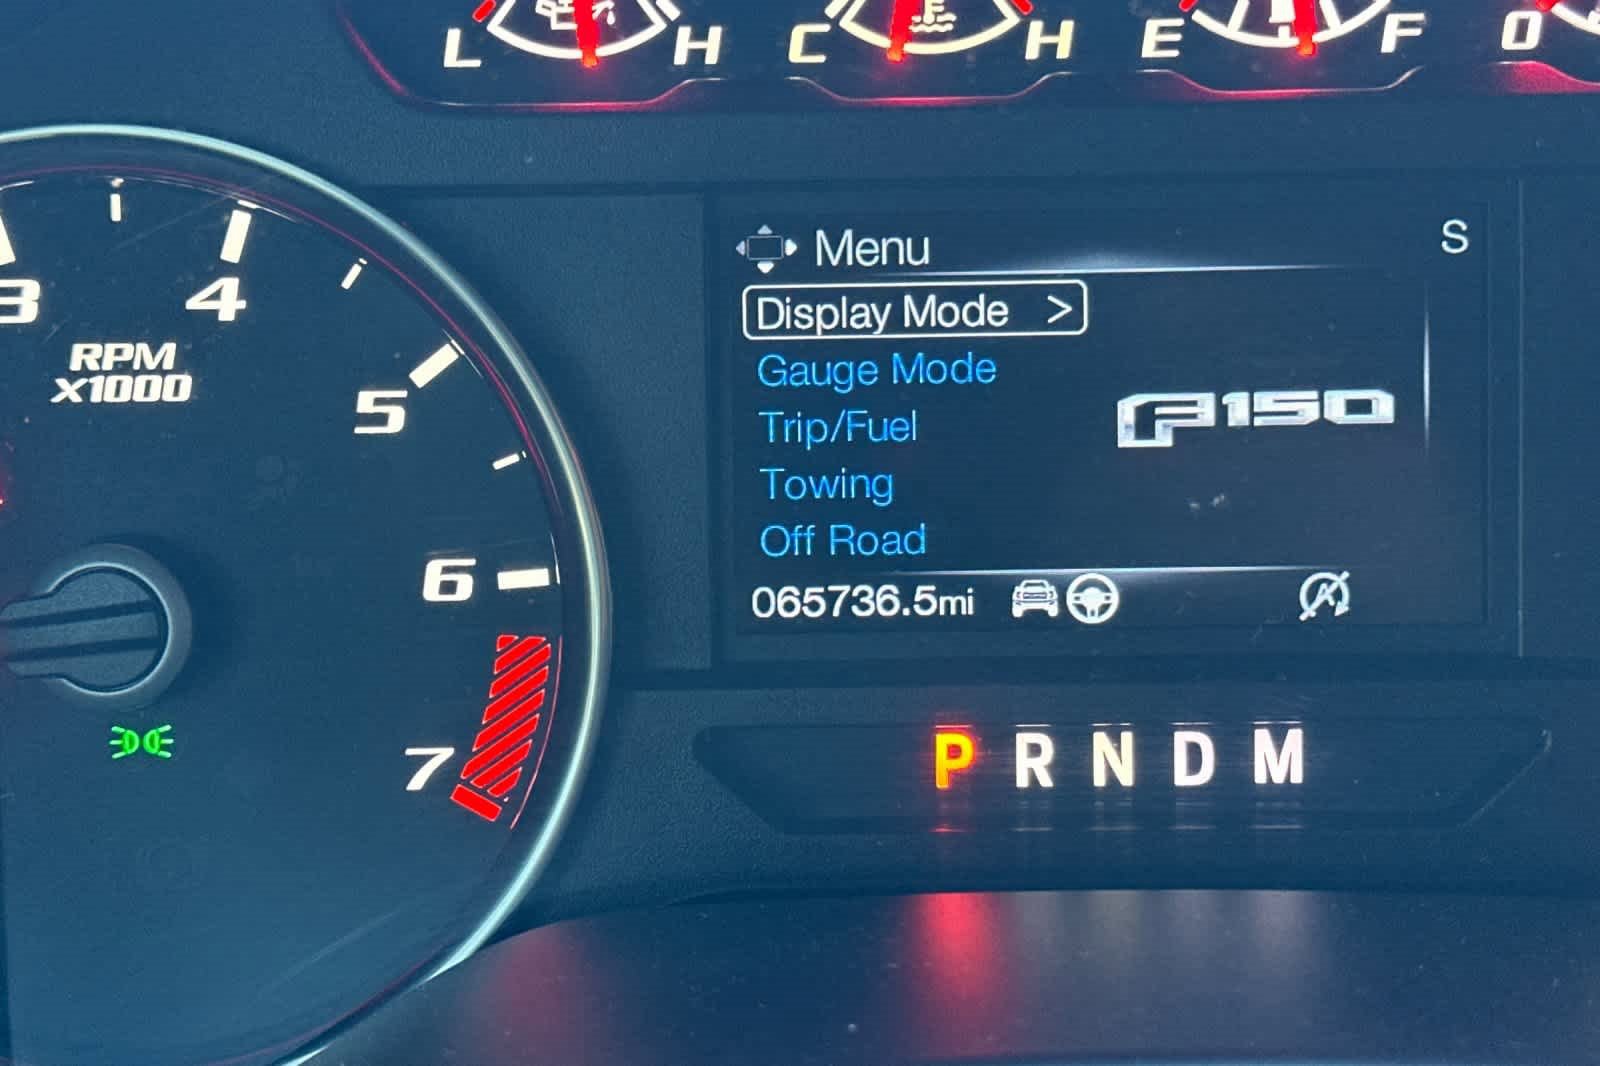 L H C H E F O
Menu S
Display Mode >
Gauge Mode
Trip/Fuel
Towing
Off Road
F150
065736.5mi
3 4 5 6 7
RPM
X1000
P R N D M